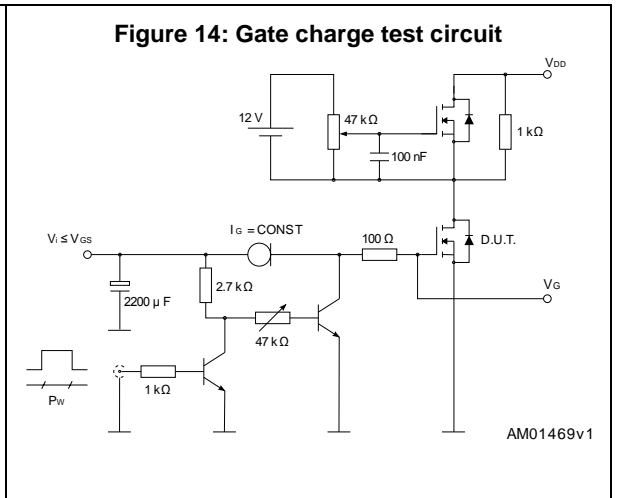 Figure 14: Gate charge test circuit
VDD
12 V
47 kΩ
1 kΩ
100 nF
Vi ≤ VGS
IG = CONST
100 Ω
D.U.T.
2.7 kΩ
2200 μ F
VG
47 kΩ
1 kΩ
PW
AM01469v1